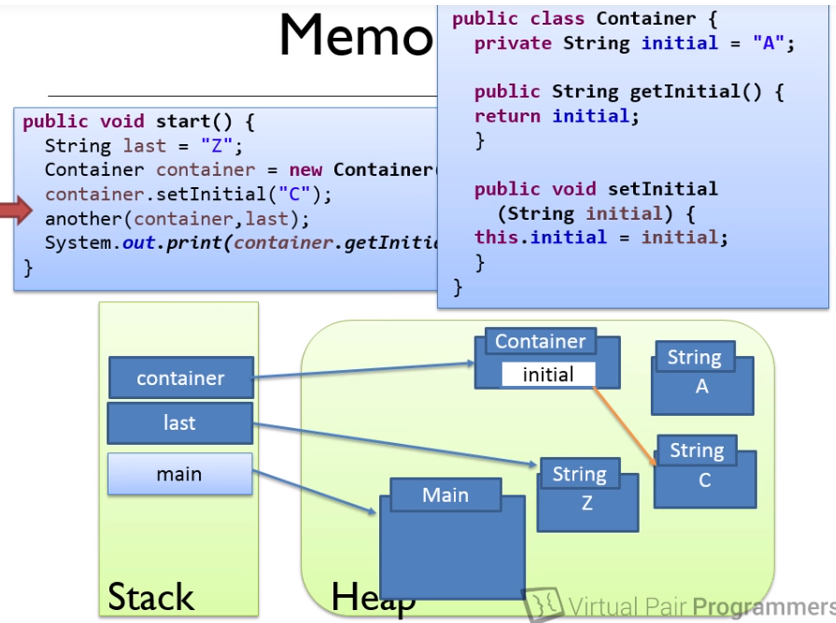 Memo
public void start() {
String last = "Z";
Container container = new Container(
container.setInitial("C");
another(container,last);
System.out.print(container.getInitia
}
public class Container {
private String initial = "A";
public String getInitial() {
return initial;
}
public void setInitial
(String initial) {
this.initial = initial;
}
}
container
last
main
Stack
Container
initial
String
A
String
C
String
Z
Main
Heap
Virtual Pair Programmers